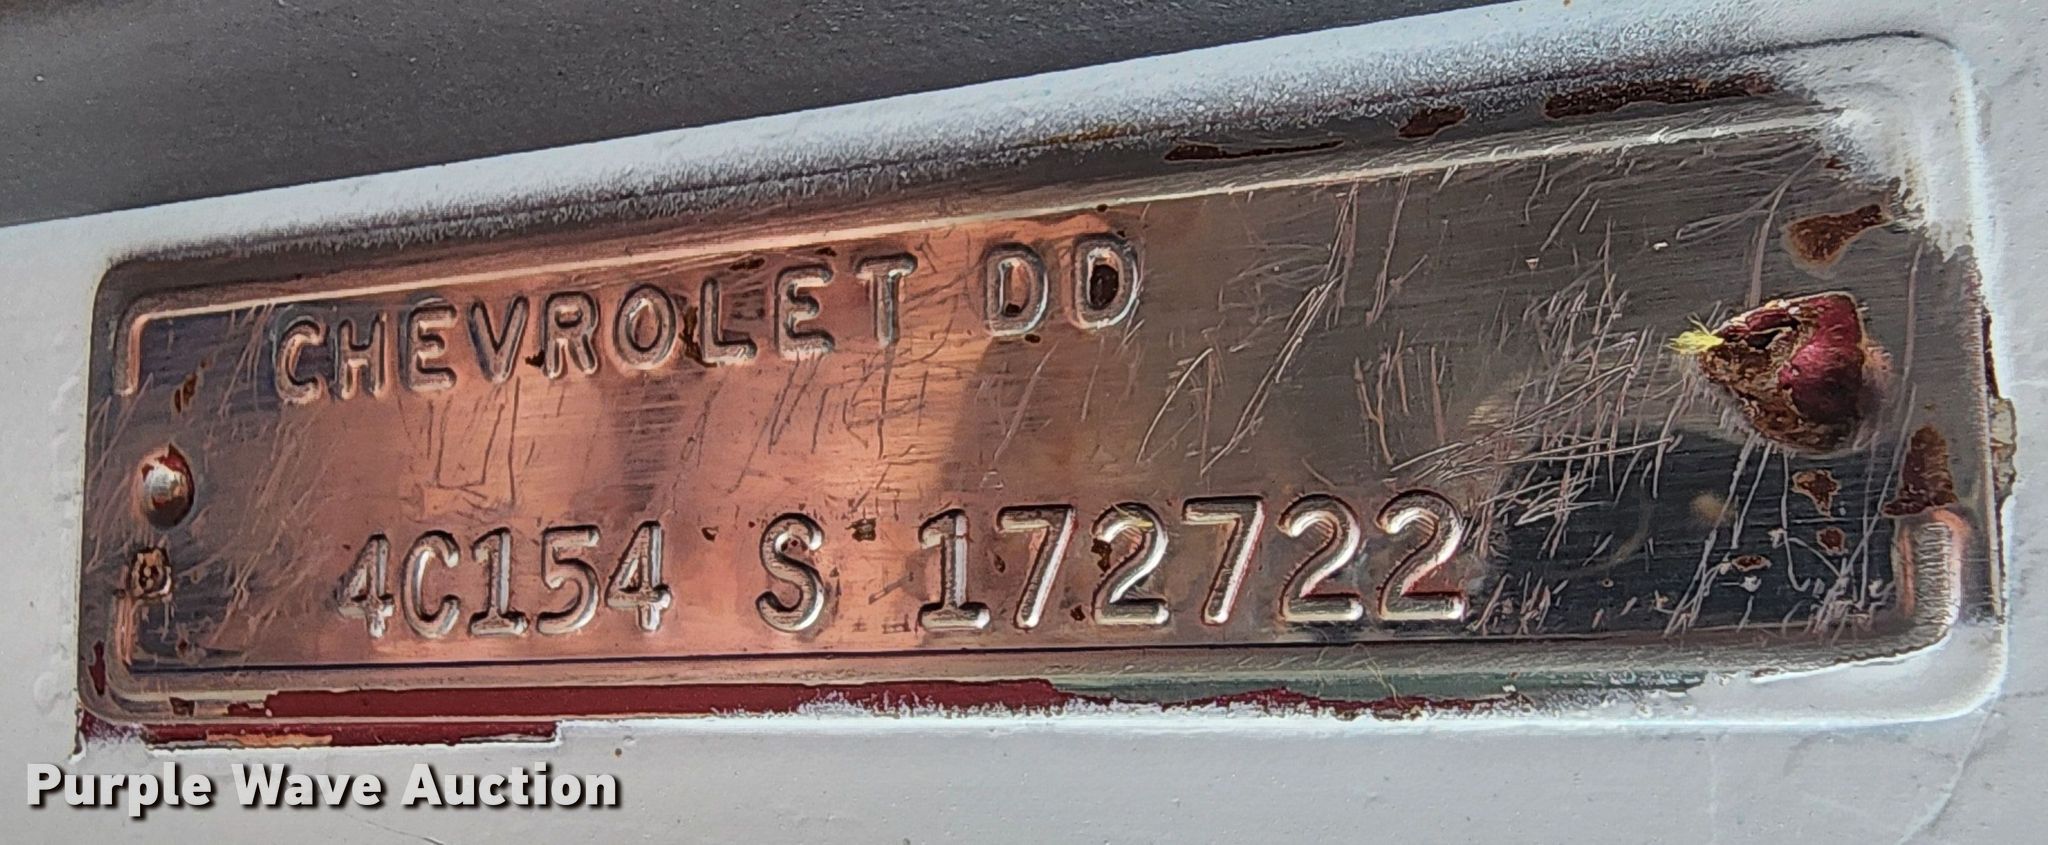 CHEVROLET DD
4C154 S 172722
Purple Wave Auction